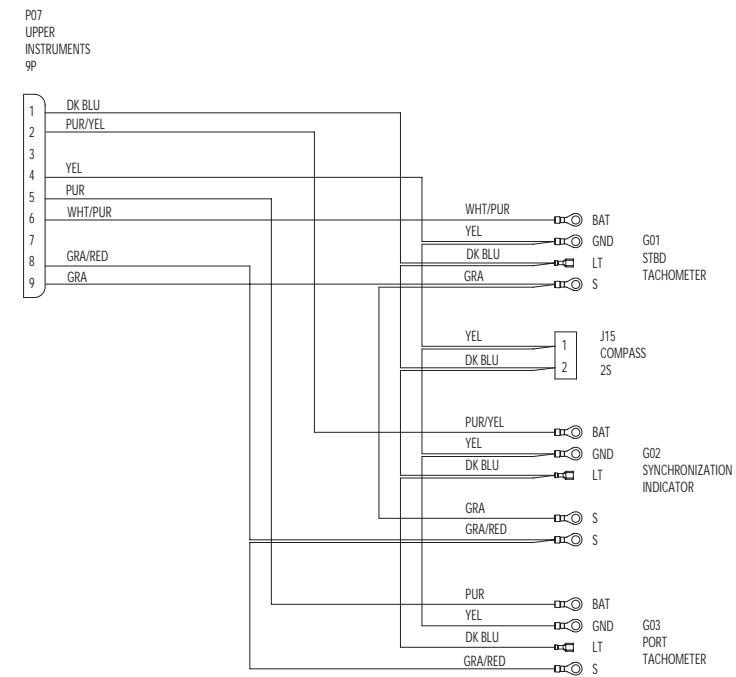 P07
UPPER
INSTRUMENTS
9P
1
DK BLU
2
PUR/YEL
3
4
YEL
5
PUR
6
WHT/PUR
7
8
GRA/RED
9
GRA
WHT/PUR
BAT
YEL
GND
DK BLU
LT
GRA
S
G01
STBD
TACHOMETER
YEL
1
DK BLU
2
J15
COMPASS
2S
PUR/YEL
BAT
YEL
GND
DK BLU
LT
GRA
S
GRA/RED
S
G02
SYNCHRONIZATION
INDICATOR
PUR
BAT
YEL
GND
DK BLU
LT
GRA/RED
S
G03
PORT
TACHOMETER